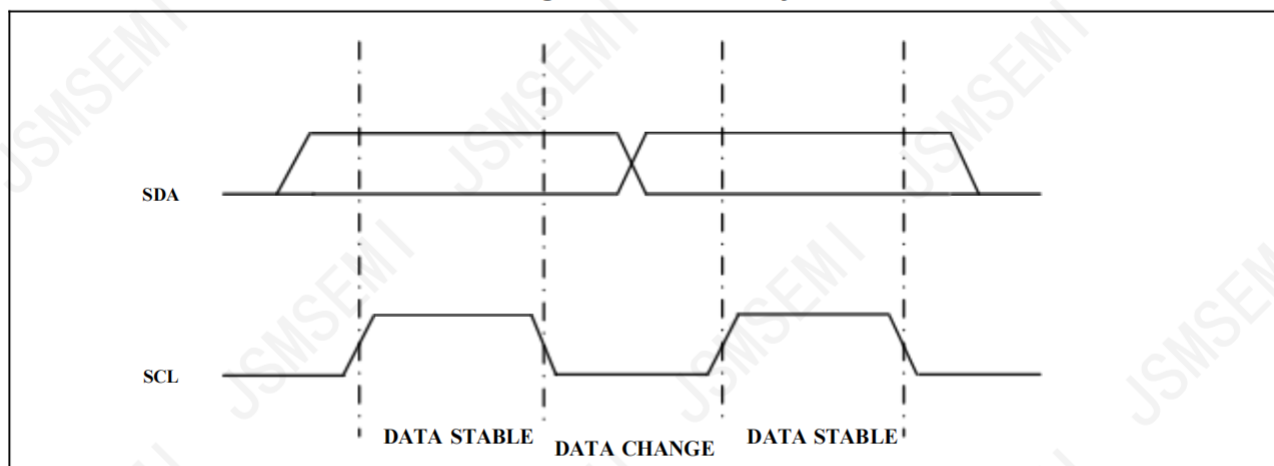 JSMSEMI
JSMSEMI
JSMSEMI
SDA
JSMSEMI
JSMSEMI
JSMSEMI
SCL
DATA STABLE
DATA CHANGE
DATA STABLE